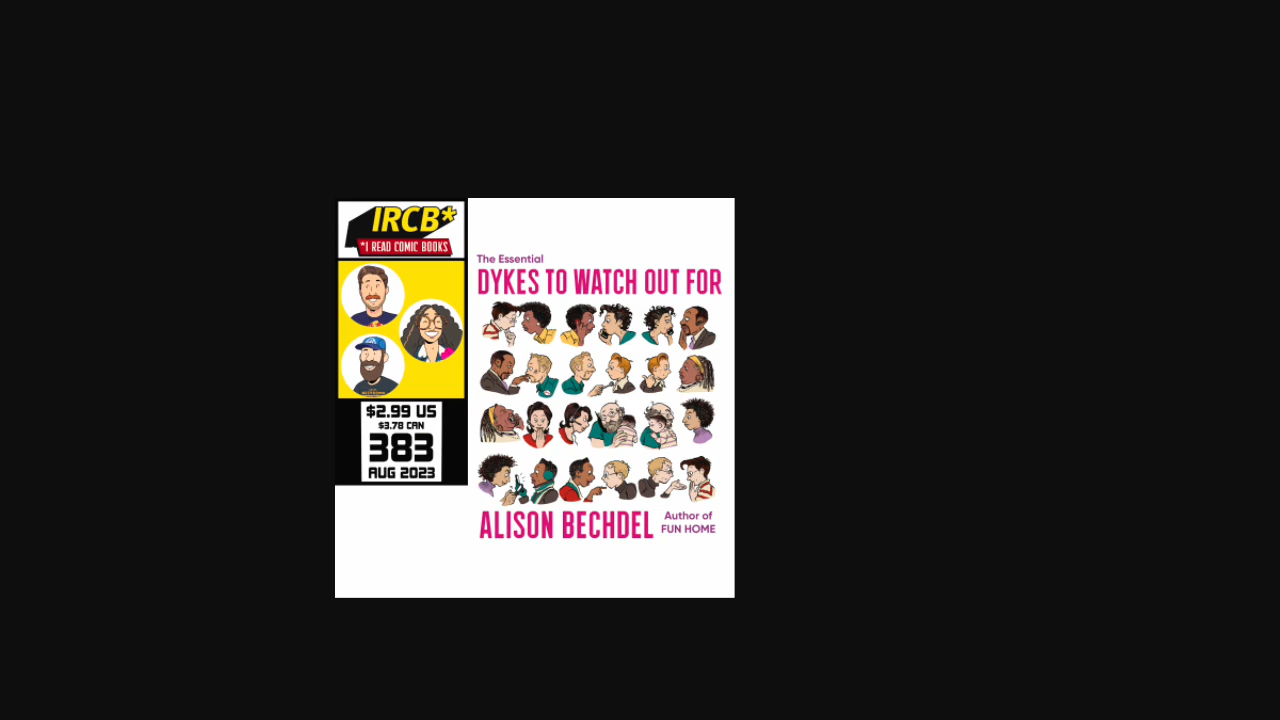 IRCB*
*I READ COMIC BOOKS
$2.99 US
$3.78 CAN
383
AUG 2023
The Essential
DYKES TO WATCH OUT FOR
ALISON BECHDEL
Author of
FUN HOME